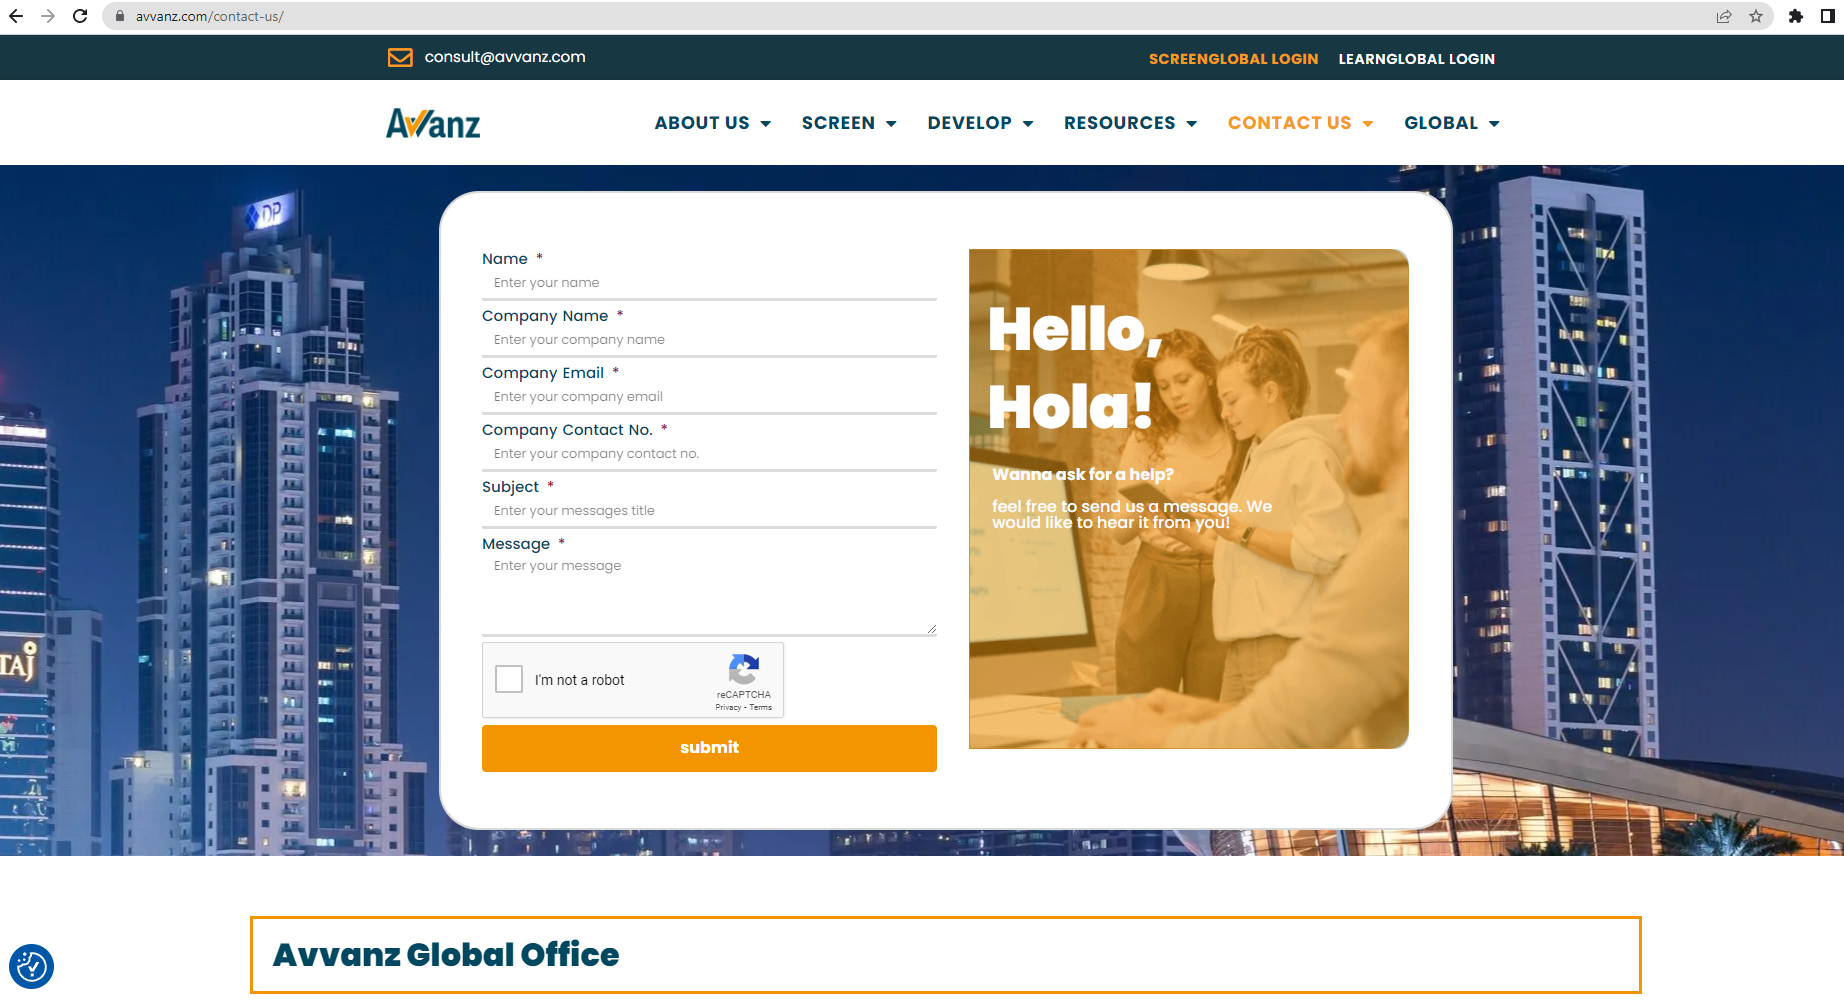 avvanz.com/contact-us/
consult@avvanz.com
SCREENGLOBAL LOGIN
LEARNGLOBAL LOGIN
Avvanz
ABOUT US
SCREEN
DEVELOP
RESOURCES
CONTACT US
GLOBAL
DP
TAJ
Name *
Enter your name
Company Name *
Enter your company name
Company Email *
Enter your company email
Company Contact No. *
Enter your company contact no.
Subject *
Enter your messages title
Message *
Enter your message
I'm not a robot
reCAPTCHA
Privacy - Terms
submit
Hello,
Hola!
Wanna ask for a help?
feel free to send us a message. We
would like to hear it from you!
Avvanz Global Office